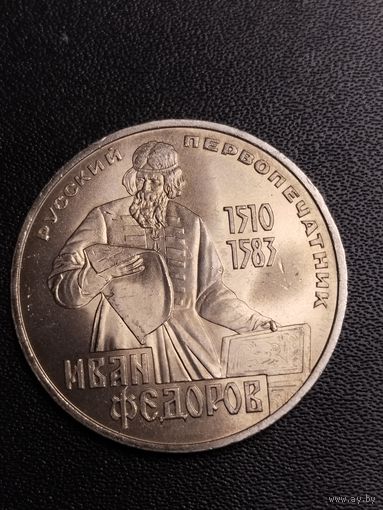 РУССКИЙ ПЕРВОПЕЧАТНИК
1510
1583
ИВАН
ФЕДОРОВ
www.ay.by